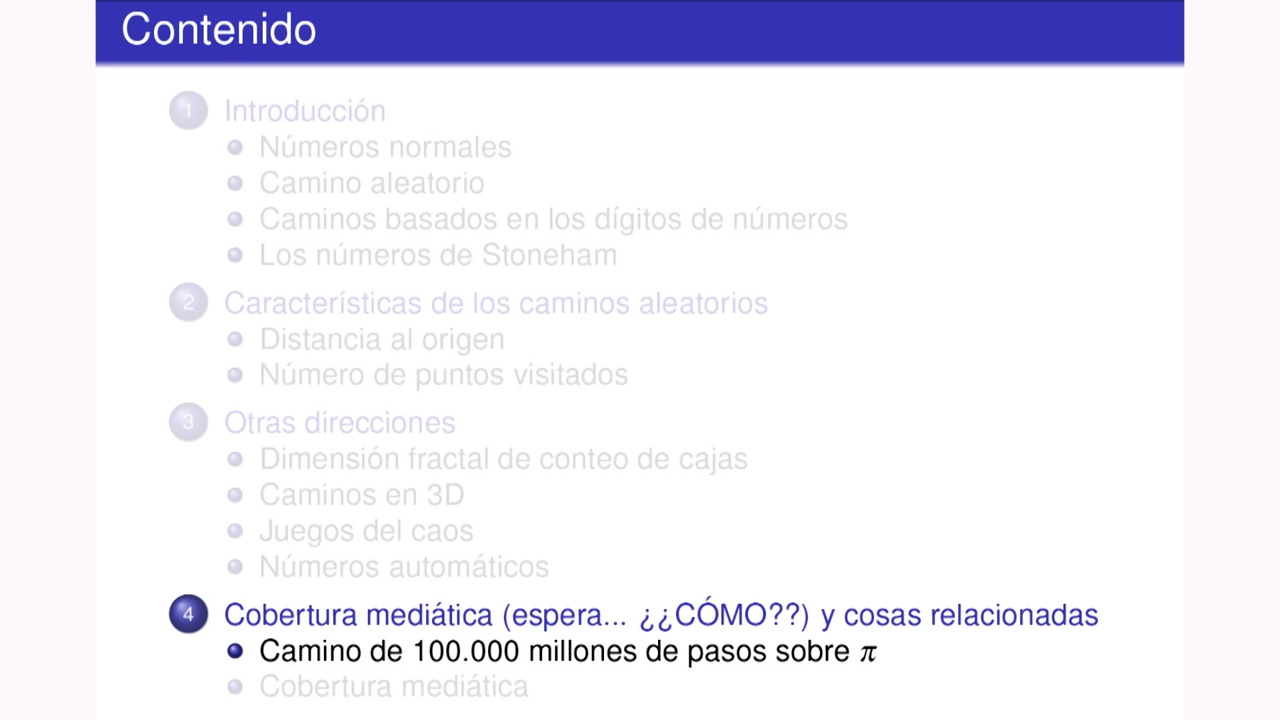 Contenido
1 Introducción
Números normales
Camino aleatorio
Caminos basados en los dígitos de números
Los números de Stoneham
2 Características de los caminos aleatorios
Distancia al origen
Número de puntos visitados
3 Otras direcciones
Dimensión fractal de conteo de cajas
Caminos en 3D
Juegos del caos
Números automáticos
4 Cobertura mediática (espera... ¿¿CÓMO??) y cosas relacionadas
Camino de 100.000 millones de pasos sobre π
Cobertura mediática